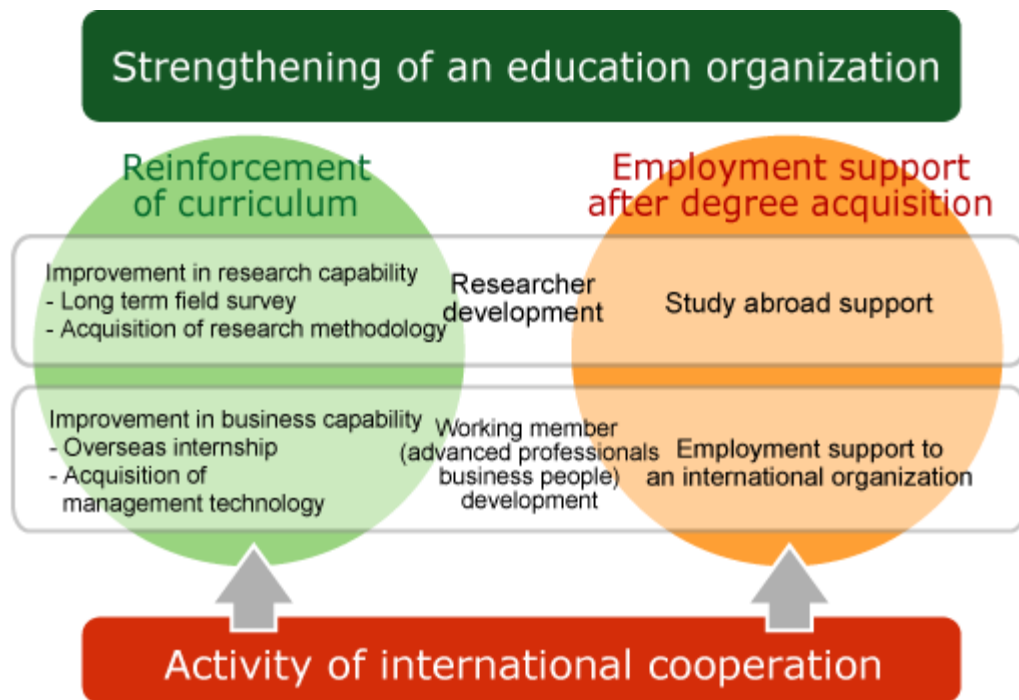 Strengthening of an education organization
Reinforcement
of curriculum
Employment support
after degree acquisition
Improvement in research capability
- Long term field survey
- Acquisition of research methodology
Researcher
development
Study abroad support
Improvement in business capability
- Overseas internship
- Acquisition of
management technology
Working member
(advanced professionals
business people)
development
Employment support to
an international organization
Activity of international cooperation